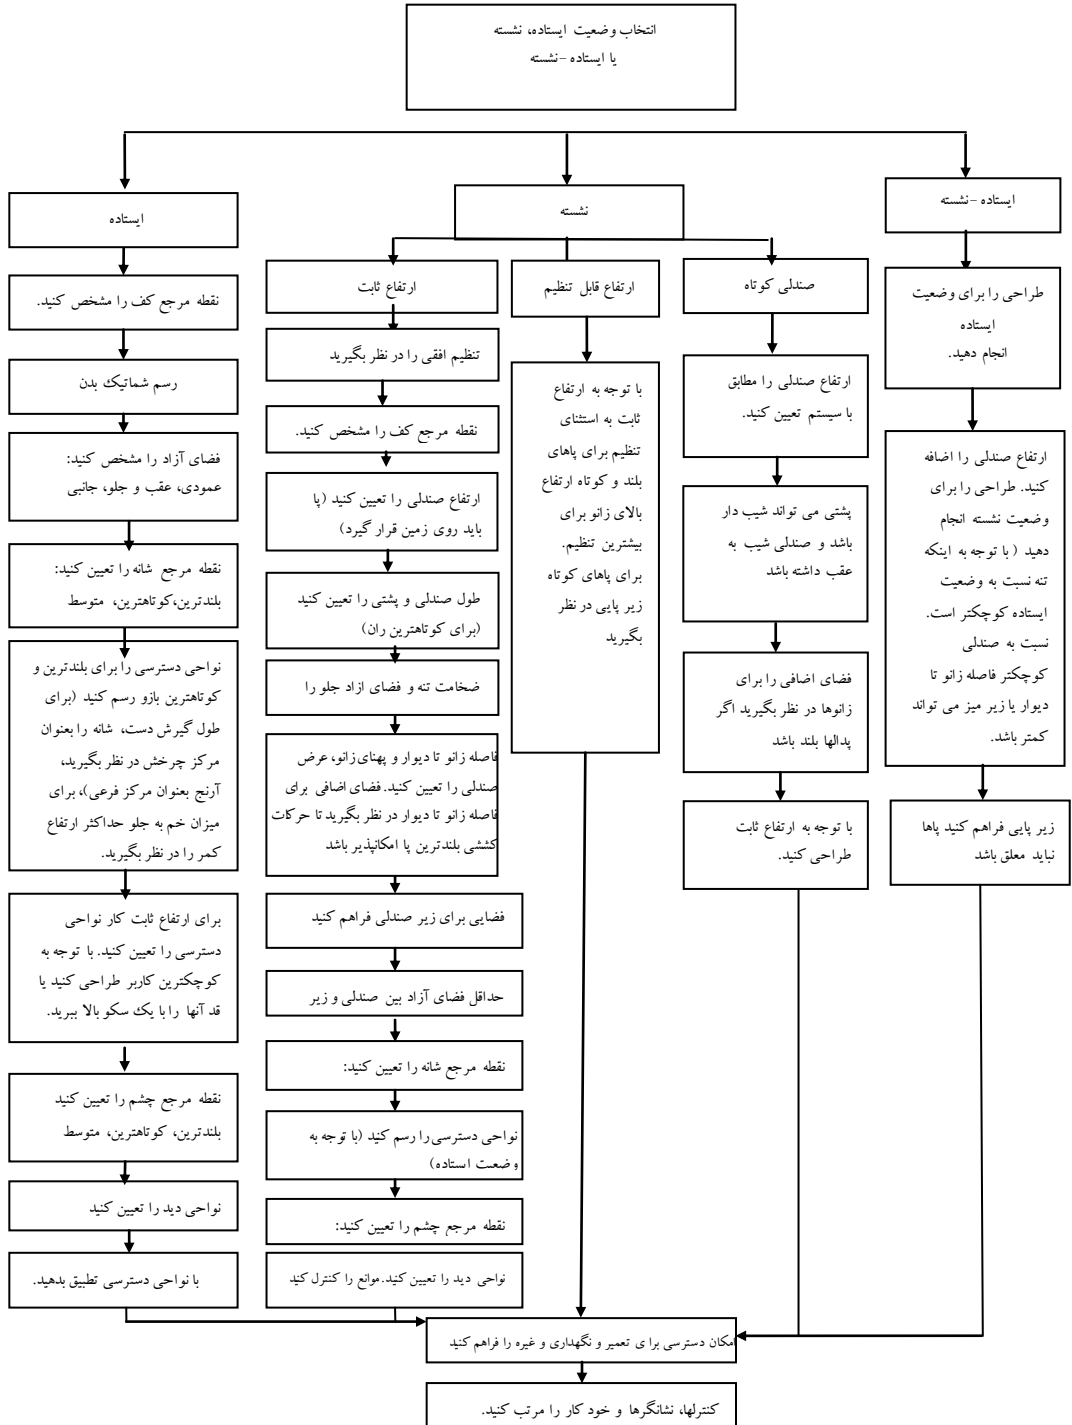 انتخاب وضعیت ایستاده، نشسته
یا ایستاده -نشسته
ایستاده
نقطه مرجع کف را مشخص کنید.
رسم شماتیک بدن
فضای آزاد را مشخص کنید:
عمودی، عقب و جلو، جانبی
نقطه مرجع شانه را تعیین کنید:
بلندترین،کوتاهترین، متوسط
نواحی دسترسی را برای بلندترین و
کوتاهترین بازو رسم کنید (برای
طول گیرش دست، شانه را بعنوان
مرکز چرخش در نظر بگیرید،
آرنج بعنوان مرکز فرعی)، برای
میزان خم به جلو حداکثر ارتفاع
کمر را در نظر بگیرید.
برای ارتفاع ثابت کار نواحی
دسترسی را تعیین کنید. با توجه به
کوچکترین کاربر طراحی کنید یا
قد آنها را با یک سکو بالا ببرید.
نقطه مرجع چشم را تعیین کنید
بلندترین، کوتاهترین، متوسط
نواحی دید را تعیین کنید
با نواحی دسترسی تطبیق بدهید.
نشسته
ارتفاع ثابت
تنظیم افقی را در نظر بگیرید
نقطه مرجع کف را مشخص کنید.
ارتفاع صندلی را تعیین کنید (پا
باید روی زمین قرار گیرد)
طول صندلی و پشتی را تعیین کنید
(برای کوتاهترین ران)
ضخامت تنه و فضای ازاد جلو را
فاصله زانو تا دیوار و پهنای زانو، عرض
صندلی را تعیین کنید. فضای اضافی برای
فاصله زانو تا دیوار در نظر بگیرید تا حرکات
کششی بلندترین پا امکانپذیر باشد
فضایی برای زیر صندلی فراهم کنید
حداقل فضای آزاد بین صندلی و زیر
نقطه مرجع شانه را تعیین کنید:
نواحی دسترسی را رسم کنید (با توجه به
وضعت استاده)
نقطه مرجع چشم را تعیین کنید:
نواحی دید را تعیین کنید.موانع را کنترل کنید
ارتفاع قابل تنظیم
با توجه به ارتفاع
ثابت به استثنای
تنظیم برای پاهای
بلند و کوتاه ارتفاع
بالای زانو برای
بیشترین تنظیم.
برای پاهای کوتاه
زیر پایی در نظر
بگیرید
صندلی کوتاه
ارتفاع صندلی را مطابق
با سیستم تعیین کنید.
پشتی می تواند شیب دار
باشد و صندلی شیب به
عقب داشته باشد
فضای اضافی را برای
زانوها در نظر بگیرید اگر
پدالها بلند باشد
با توجه به ارتفاع ثابت
طراحی کنید.
ایستاده -نشسته
طراحی را برای وضعیت
ایستاده
انجام دهید.
ارتفاع صندلی را اضافه
کنید. طراحی را برای
وضعیت نشسته انجام
دهید ( با توجه به اینکه
تنه نسبت به وضعیت
ایستاده کوچکتر است.
نسبت به صندلی
کوچکتر فاصله زانو تا
دیوار یا زیر میز می تواند
کمتر باشد.
زیر پایی فراهم کنید پاها
نباید معلق باشد
امکان دسترسی برا ی تعمیر و نگهداری و غیره را فراهم کنید
کنترلها، نشانگرها و خود کار را مرتب کنید.